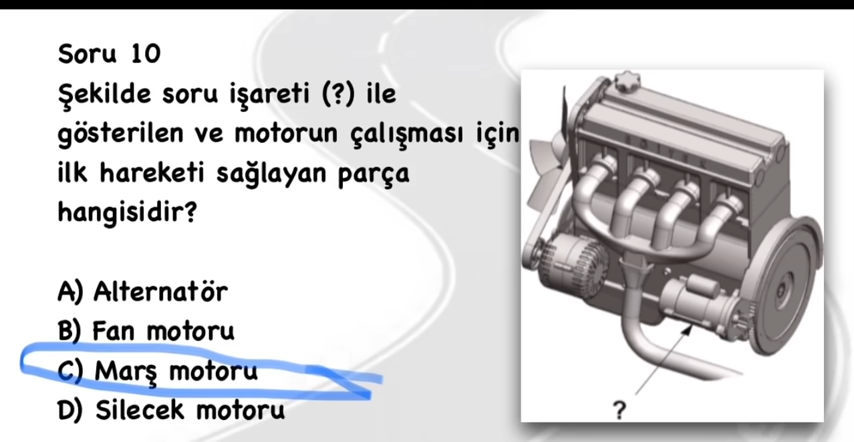 Soru 10
Şekilde soru işareti (?) ile
gösterilen ve motorun çalışması için
ilk hareketi sağlayan parça
hangisidir?
A) Alternatör
B) Fan motoru
C) Marş motoru
D) Silecek motoru
?